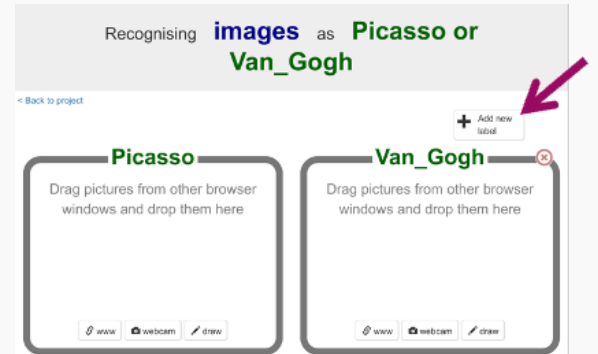 Recognising images as Picasso or
Van_Gogh
< Back to project
Add new
label
Picasso
Drag pictures from other browser
windows and drop them here
www webcam draw
Van_Gogh
Drag pictures from other browser
windows and drop them here
www webcam draw